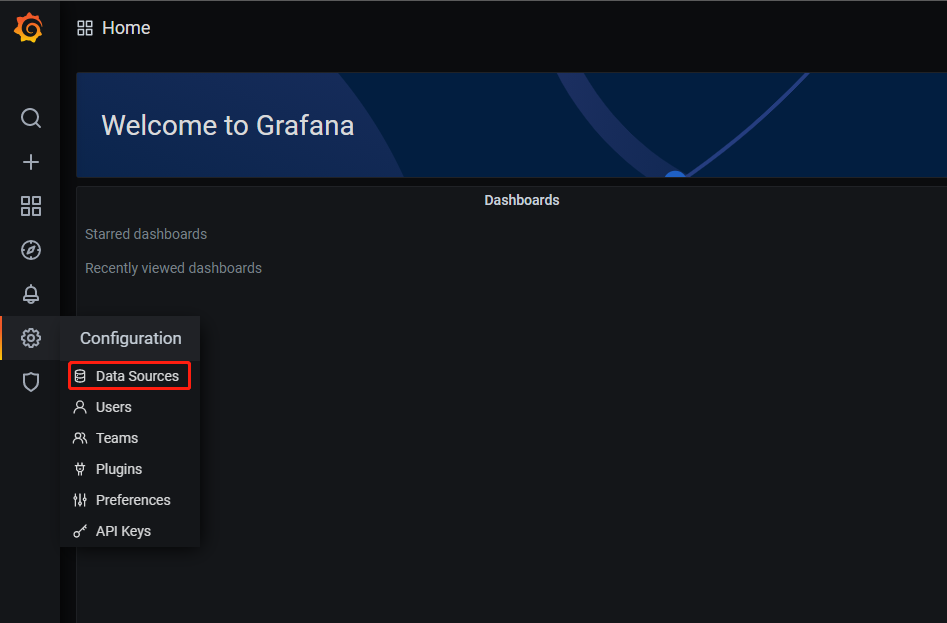 Home
Welcome to Grafana
Dashboards
Starred dashboards
Recently viewed dashboards
Configuration
Data Sources
Users
Teams
Plugins
Preferences
API Keys